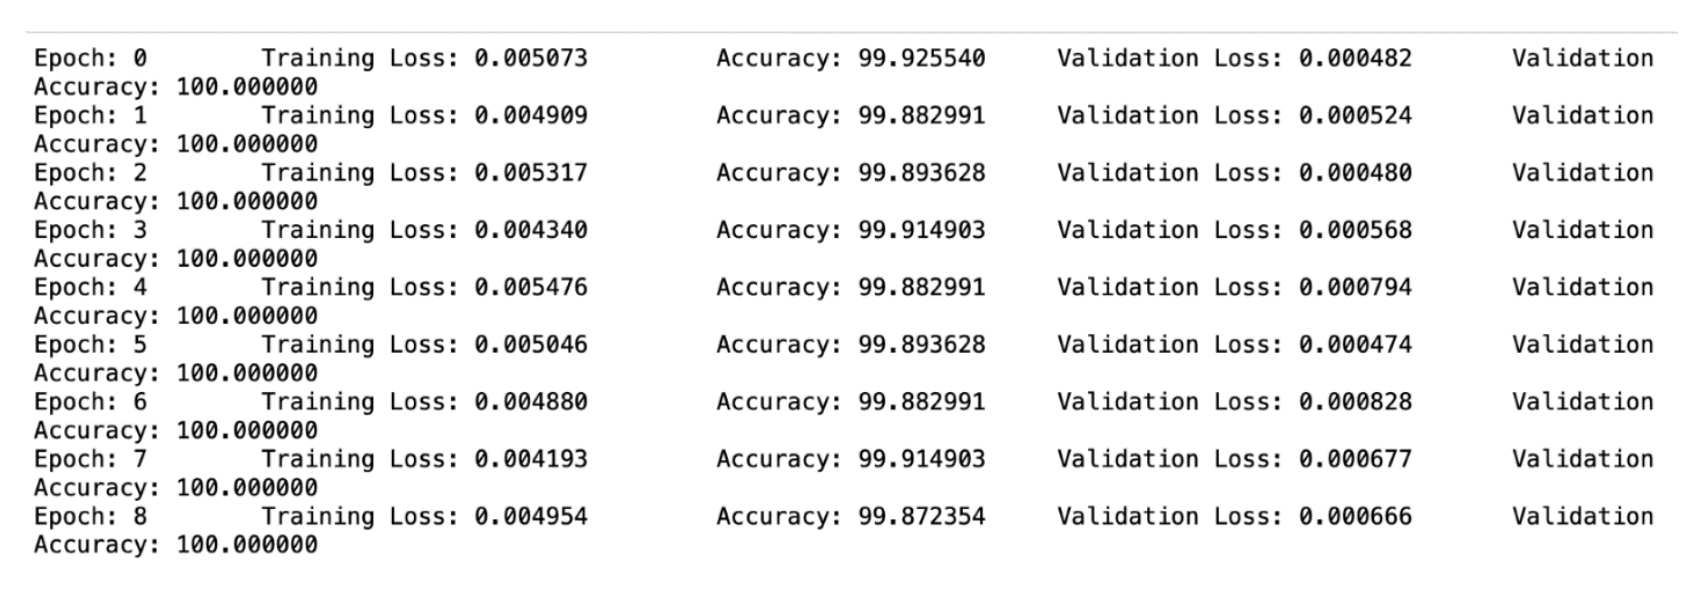 Epoch: 0 Training Loss: 0.005073 Accuracy: 99.925540 Validation Loss: 0.000482 Validation
Accuracy: 100.000000
Epoch: 1 Training Loss: 0.004909 Accuracy: 99.882991 Validation Loss: 0.000524 Validation
Accuracy: 100.000000
Epoch: 2 Training Loss: 0.005317 Accuracy: 99.893628 Validation Loss: 0.000480 Validation
Accuracy: 100.000000
Epoch: 3 Training Loss: 0.004340 Accuracy: 99.914903 Validation Loss: 0.000568 Validation
Accuracy: 100.000000
Epoch: 4 Training Loss: 0.005476 Accuracy: 99.882991 Validation Loss: 0.000794 Validation
Accuracy: 100.000000
Epoch: 5 Training Loss: 0.005046 Accuracy: 99.893628 Validation Loss: 0.000474 Validation
Accuracy: 100.000000
Epoch: 6 Training Loss: 0.004880 Accuracy: 99.882991 Validation Loss: 0.000828 Validation
Accuracy: 100.000000
Epoch: 7 Training Loss: 0.004193 Accuracy: 99.914903 Validation Loss: 0.000677 Validation
Accuracy: 100.000000
Epoch: 8 Training Loss: 0.004954 Accuracy: 99.872354 Validation Loss: 0.000666 Validation
Accuracy: 100.000000